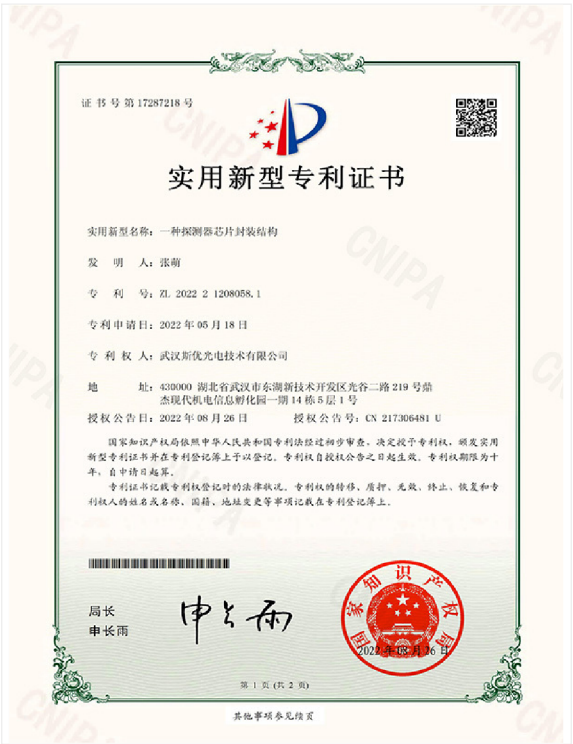 证书号第17287218号
实用新型专利证书
实用新型名称：一种探测器芯片封装结构
发明人：张萌
专利号：ZL 2022 2 1208058.1
专利申请日：2022年05月18日
专利权人：武汉斯优光电技术有限公司
地址：430000 湖北省武汉市东湖新技术开发区光谷二路219号鼎
杰现代机电信息孵化园一期14栋5层1号
授权公告日：2022年08月26日 授权公告号：CN 217306481 U
国家知识产权局依照中华人民共和国专利法经过初步审查，决定授予专利权，颁发实用
新型专利证书并在专利登记簿上予以登记。专利权自授权公告之日起生效。专利权期限为十
年，自申请日起算。
专利证书记载专利权登记时的法律状况。专利权的转移、质押、无效、终止、恢复和专
利权人的姓名或名称、国籍、地址变更等事项记载在专利登记簿上。
局长
申长雨
申长雨
国家知识产权局
2022年08月26日
第 1 页 (共 2 页)
其他事项参见续页
CNIPA
CNIPA
CNIPA
CNIPA
CNIPA
CNIPA